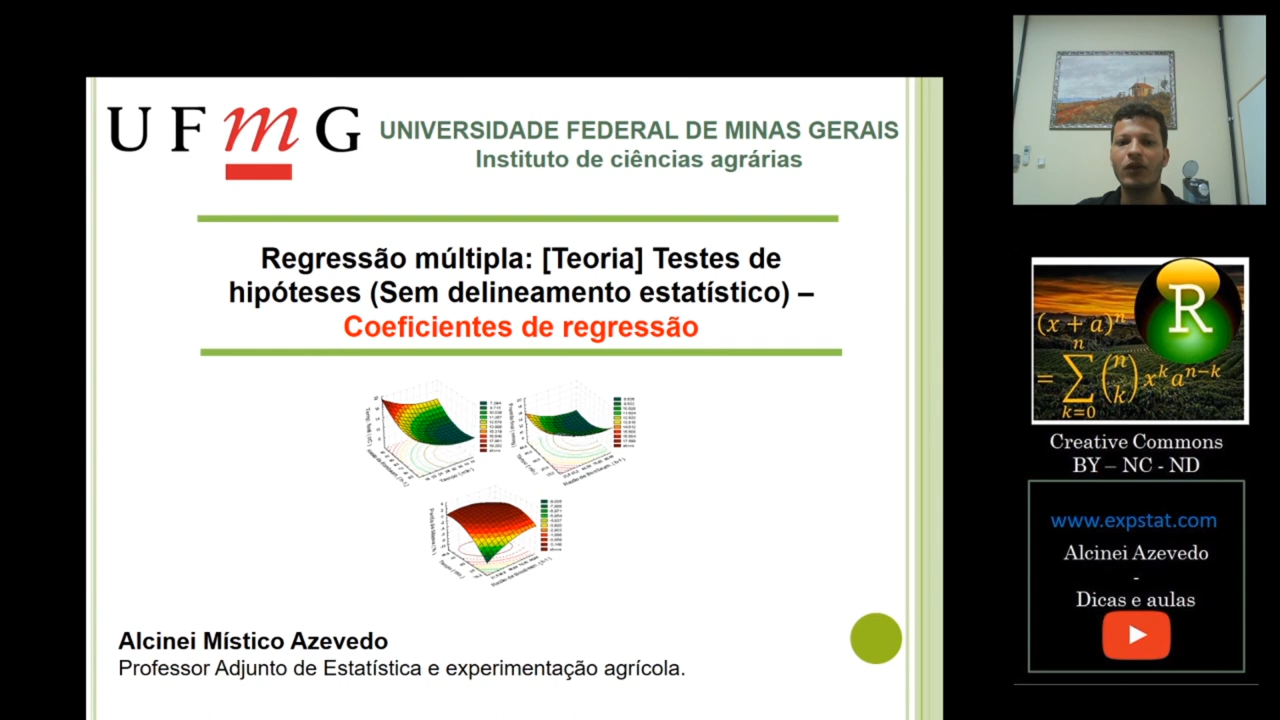 UFmG
UNIVERSIDADE FEDERAL DE MINAS GERAIS
Instituto de ciências agrárias
Regressão múltipla: [Teoria] Testes de
hipóteses (Sem delineamento estatístico) –
Coeficientes de regressão
Alcinei Místico Azevedo
Professor Adjunto de Estatística e experimentação agrícola.
R
(x + a)^n
= ∑_{k=0}^{n} (n k) x^k a^{n-k}
Creative Commons
BY – NC - ND
www.expstat.com
Alcinei Azevedo
-
Dicas e aulas